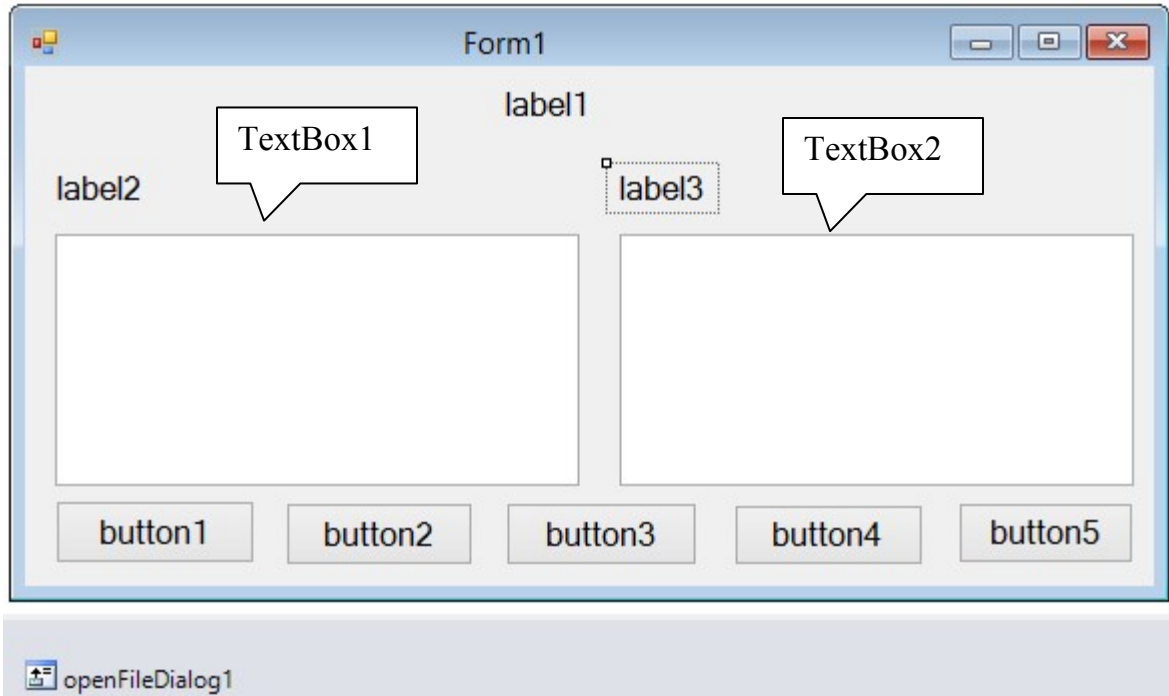 Form1
label1
TextBox1
TextBox2
label2
label3
button1
button2
button3
button4
button5
openFileDialog1